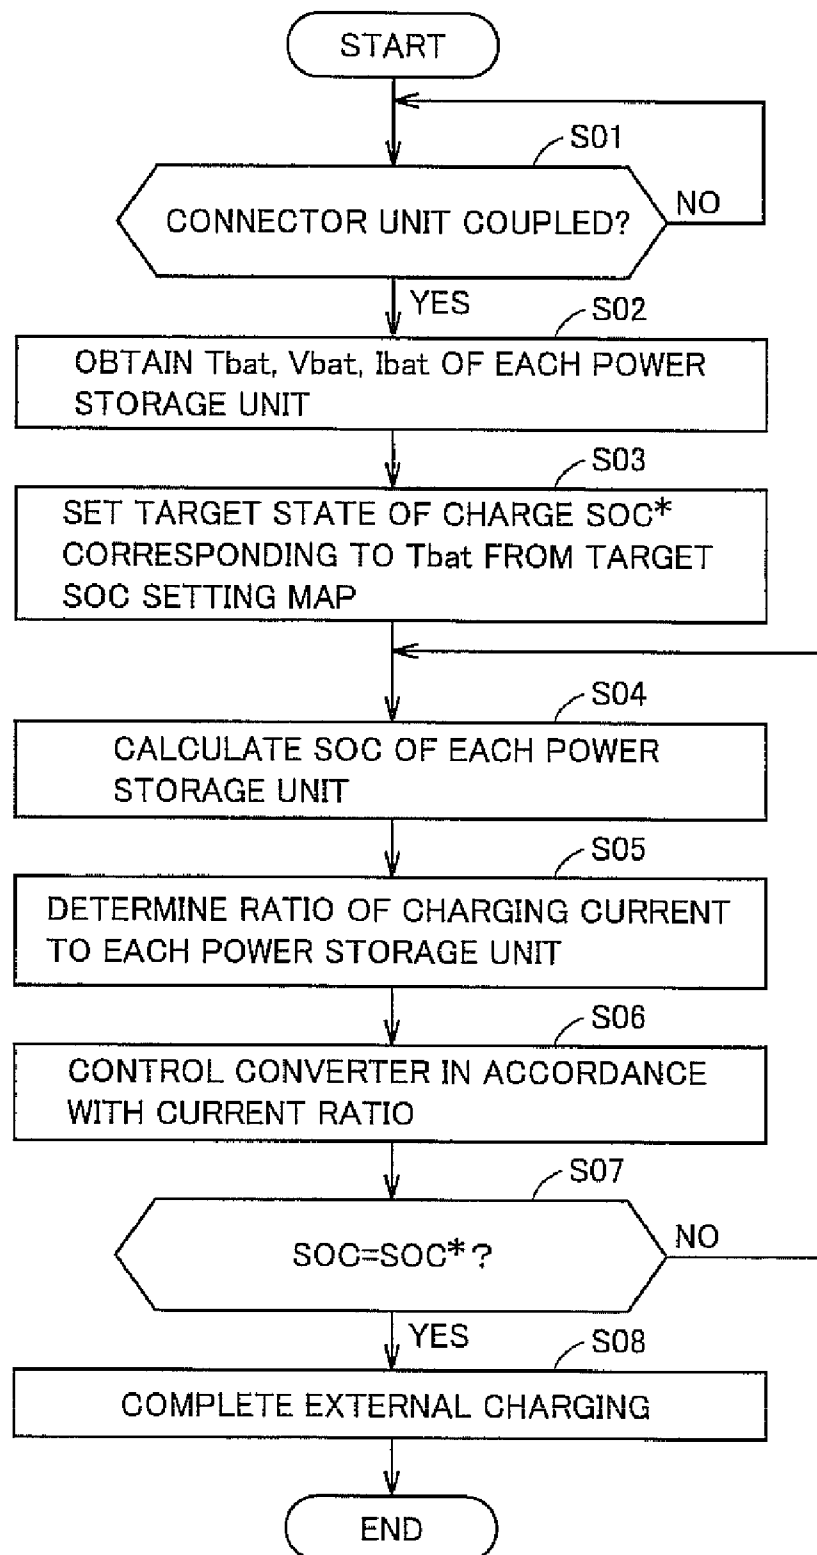 START
S01
CONNECTOR UNIT COUPLED?
NO
YES
S02
OBTAIN Tbat, Vbat, Ibat OF EACH POWER
STORAGE UNIT
S03
SET TARGET STATE OF CHARGE SOC*
CORRESPONDING TO Tbat FROM TARGET
SOC SETTING MAP
S04
CALCULATE SOC OF EACH POWER
STORAGE UNIT
S05
DETERMINE RATIO OF CHARGING CURRENT
TO EACH POWER STORAGE UNIT
S06
CONTROL CONVERTER IN ACCORDANCE
WITH CURRENT RATIO
S07
SOC=SOC*?
NO
YES
S08
COMPLETE EXTERNAL CHARGING
END